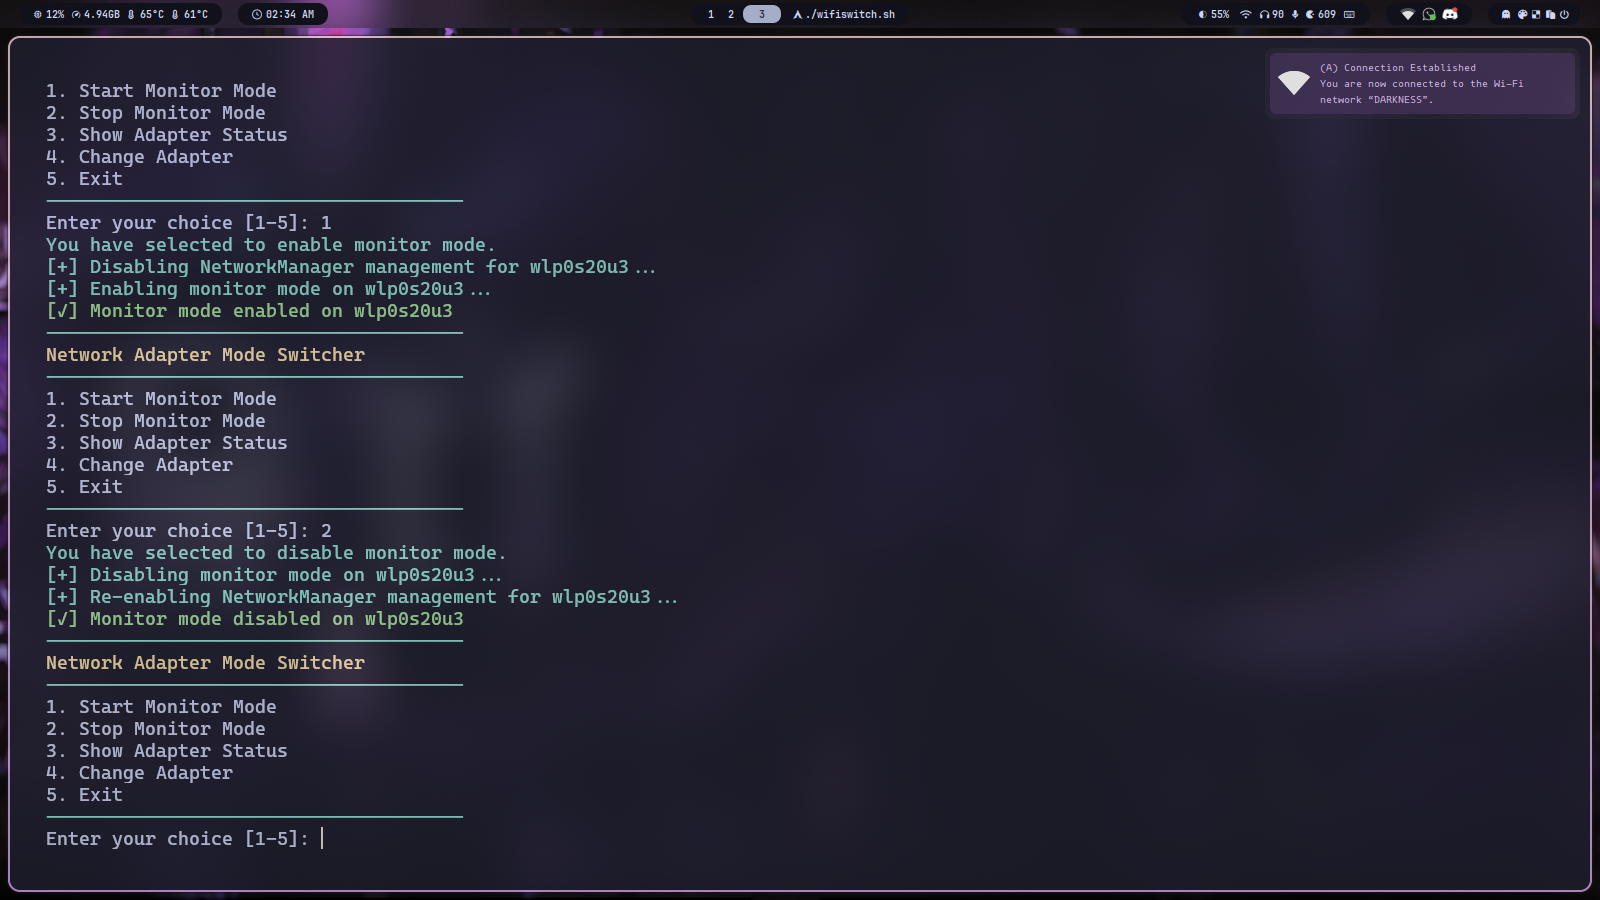 12% 4.94GB 65°C 61°C 02:34 AM 1 2 3 ./wifiswitch.sh 55% 90 609
(A) Connection Established
You are now connected to the Wi-Fi
network “DARKNESS”.
1. Start Monitor Mode
2. Stop Monitor Mode
3. Show Adapter Status
4. Change Adapter
5. Exit
Enter your choice [1-5]: 1
You have selected to enable monitor mode.
[+] Disabling NetworkManager management for wlp0s20u3...
[+] Enabling monitor mode on wlp0s20u3...
[✓] Monitor mode enabled on wlp0s20u3
Network Adapter Mode Switcher
1. Start Monitor Mode
2. Stop Monitor Mode
3. Show Adapter Status
4. Change Adapter
5. Exit
Enter your choice [1-5]: 2
You have selected to disable monitor mode.
[+] Disabling monitor mode on wlp0s20u3...
[+] Re-enabling NetworkManager management for wlp0s20u3...
[✓] Monitor mode disabled on wlp0s20u3
Network Adapter Mode Switcher
1. Start Monitor Mode
2. Stop Monitor Mode
3. Show Adapter Status
4. Change Adapter
5. Exit
Enter your choice [1-5]: